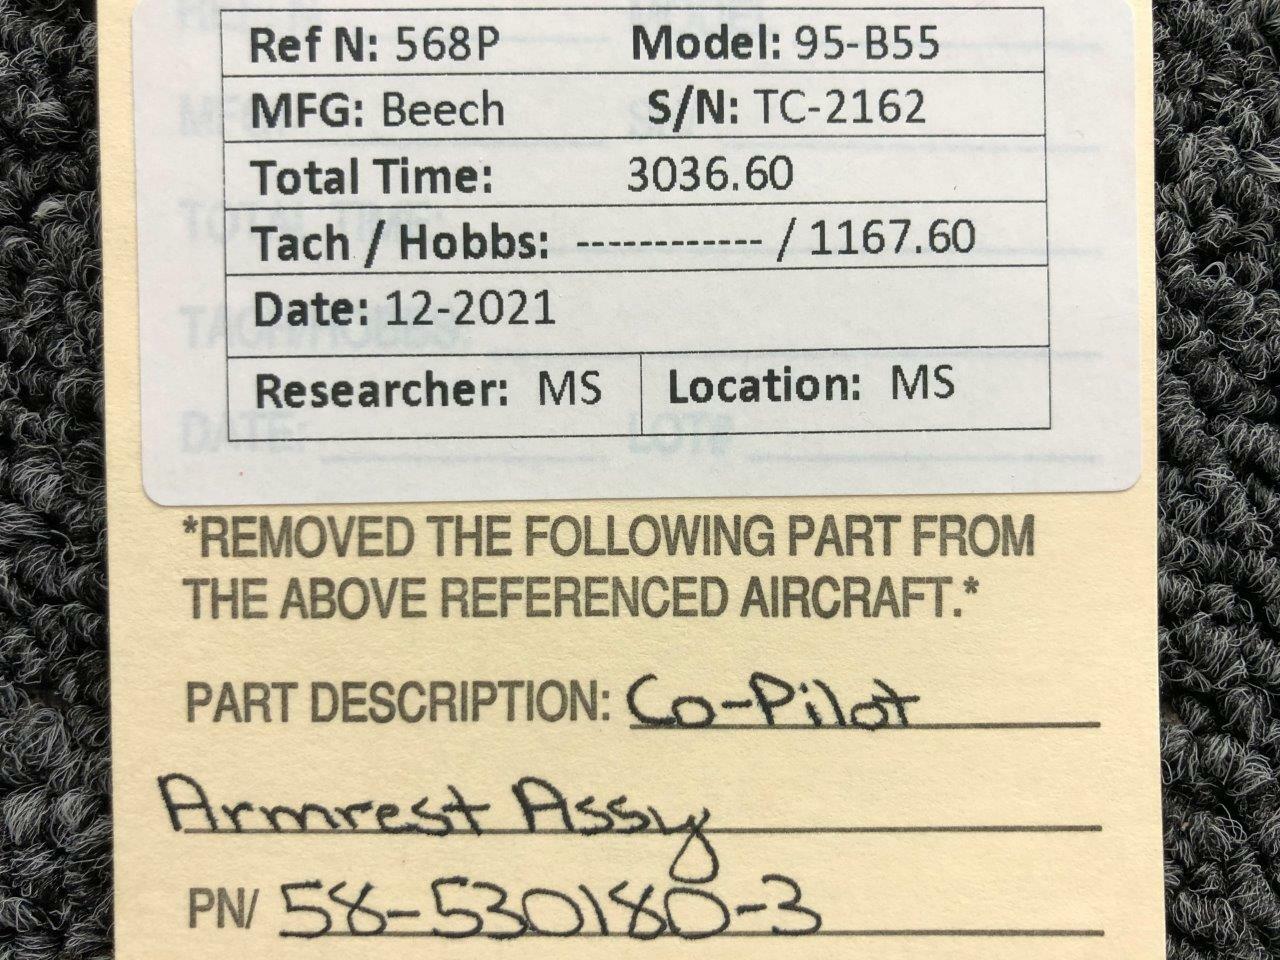 Ref N: 568P Model: 95-B55
MFG: Beech S/N: TC-2162
Total Time: 3036.60
Tach / Hobbs: ------------ / 1167.60
Date: 12-2021
Researcher: MS Location: MS
*REMOVED THE FOLLOWING PART FROM
THE ABOVE REFERENCED AIRCRAFT.*
PART DESCRIPTION: Co-Pilot
Armrest Assy
PN/ 58-530180-3